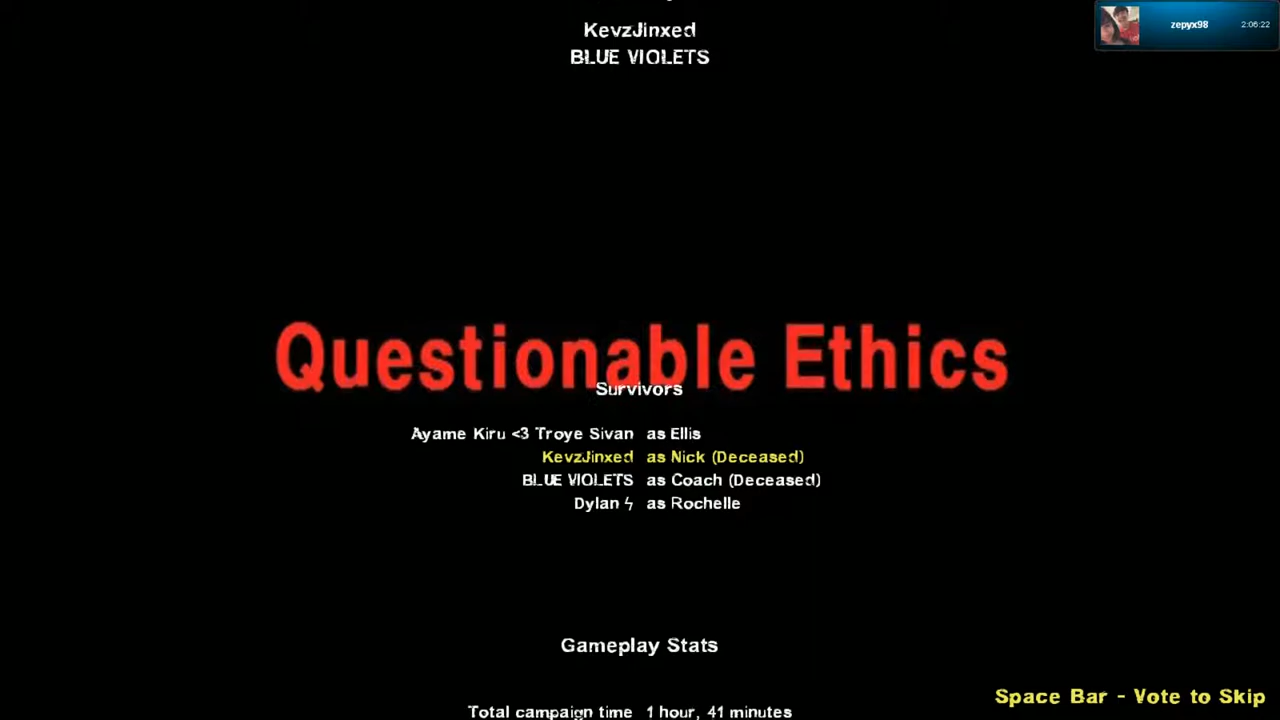 KevzJinxed
BLUE VIOLETS
zepyx98 2:06:22
Questionable Ethics
Survivors
Ayame Kiru <3 Troye Sivan as Ellis
KevzJinxed as Nick (Deceased)
BLUE VIOLETS as Coach (Deceased)
Dylan ϟ as Rochelle
Gameplay Stats
Total campaign time 1 hour, 41 minutes
Space Bar - Vote to Skip